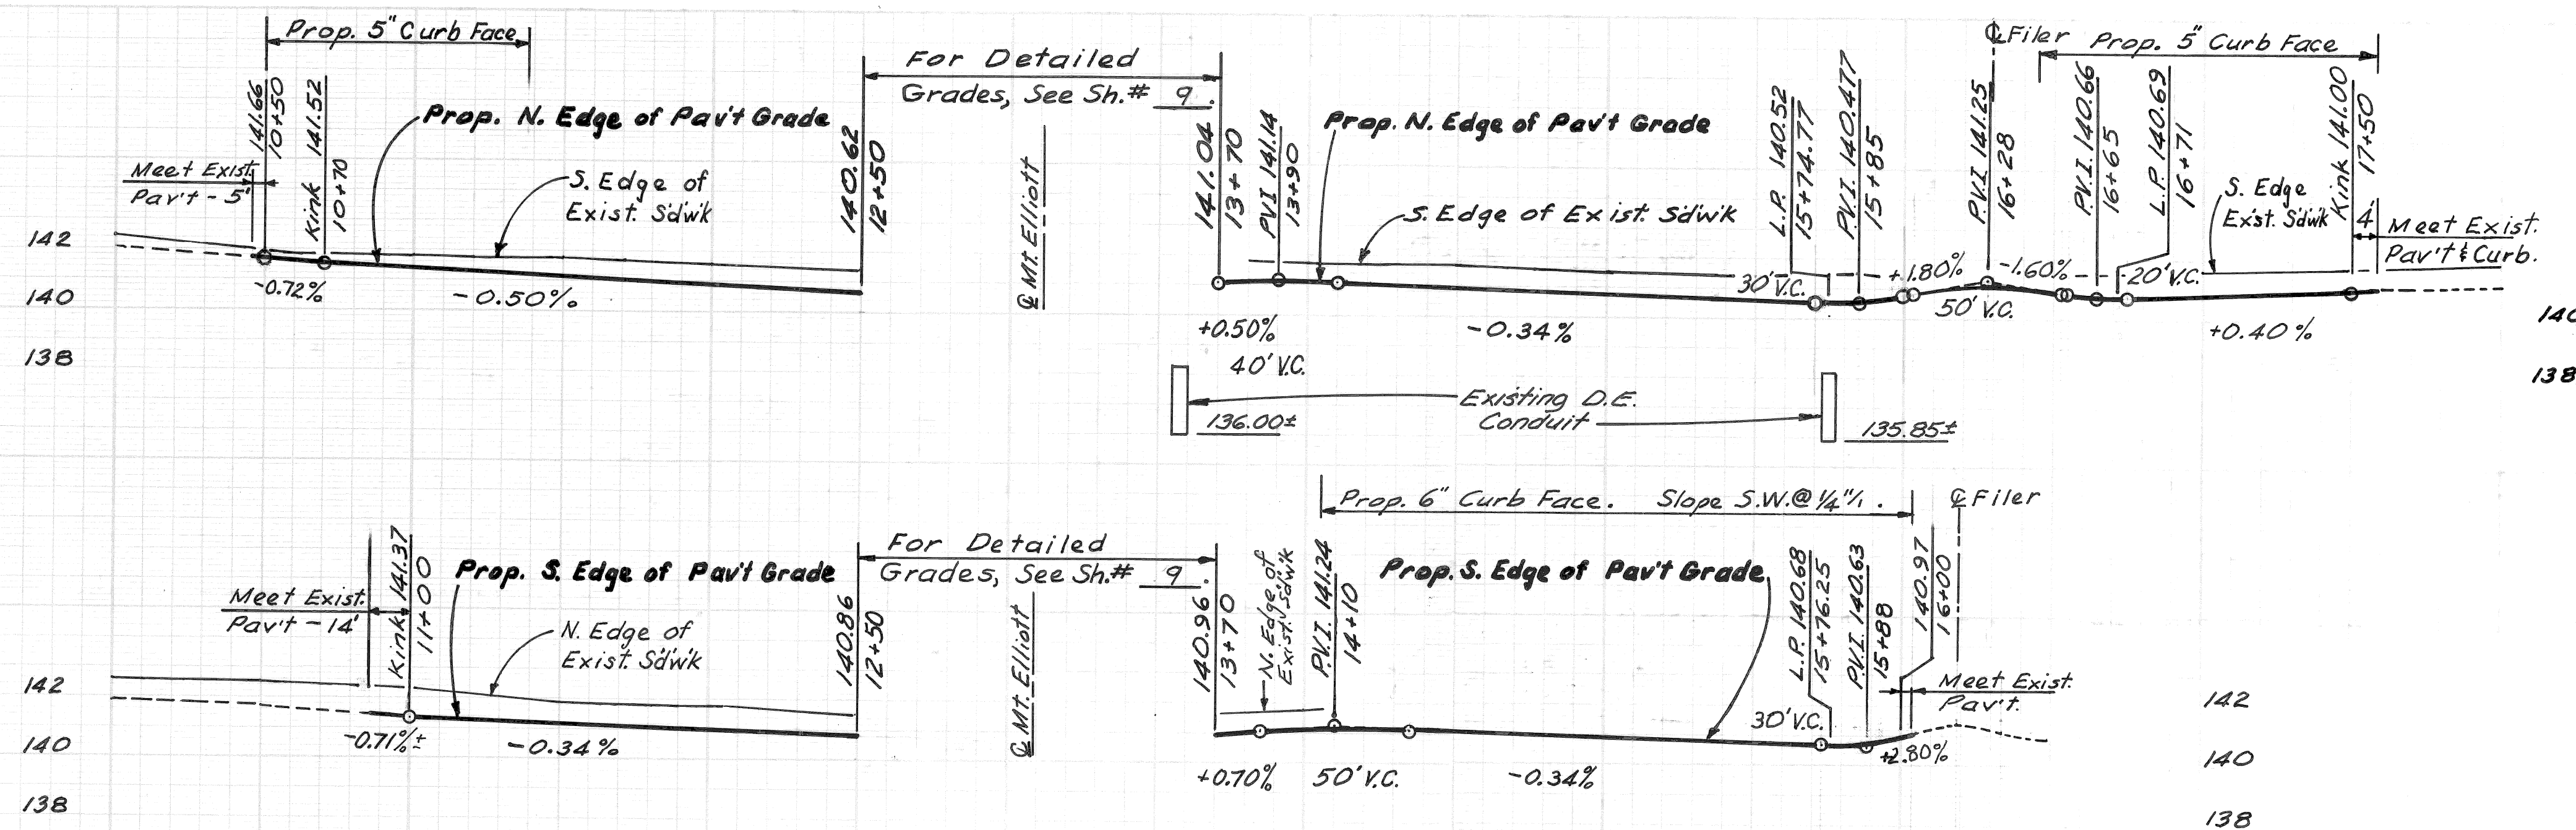 Prop. 5" Curb Face
141.66
10+50
Kink 141.52
10+70
Meet Exist.
Pav't - 5'
Prop. N. Edge of Pav't Grade
S. Edge of
Exist. Sdwk
-0.72%
-0.50%
140.62
12+50
For Detailed
Grades, See Sh.# 9.
℄ Mt. Elliott
141.04
13+70
PVI 141.14
13+90
Prop. N. Edge of Pav't Grade
S. Edge of Exist. Sdwk
L.P. 140.52
15+74.77
P.V.I. 140.477
15+85
P.V.I. 141.25
16+28
℄ Filer
Prop. 5" Curb Face
P.V.I. 140.66
16+65
L.P. 140.69
16+71
Kink 141.00
17+50
S. Edge
Exist. Sdwk
4'
Meet Exist.
Pav't & Curb.
30' V.C.
+1.80%
-1.60%
20' V.C.
50' V.C.
+0.50%
40' V.C.
-0.34%
+0.40%
142
140
138
140
138
Existing D.E.
Conduit
136.00±
135.85±
Prop. 6" Curb Face. Slope S.W. @ 1/4"/1.
℄ Filer
Meet Exist.
Pav't - 14'
Kink 141.37
11+00
Prop. S. Edge of Pav't Grade
N. Edge of
Exist. Sdwk
-0.71%±
-0.34%
140.86
12+50
For Detailed
Grades, See Sh.# 9.
℄ Mt. Elliott
140.96
13+70
N. Edge of
Exist. Sdwk
P.V.I. 141.24
14+10
Prop. S. Edge of Pav't Grade
L.P. 140.68
15+76.25
P.V.I. 140.63
15+88
140.97
16+00
Meet Exist.
Pav't.
30' V.C.
+2.80%
+0.70%
50' V.C.
-0.34%
142
140
138
142
140
138